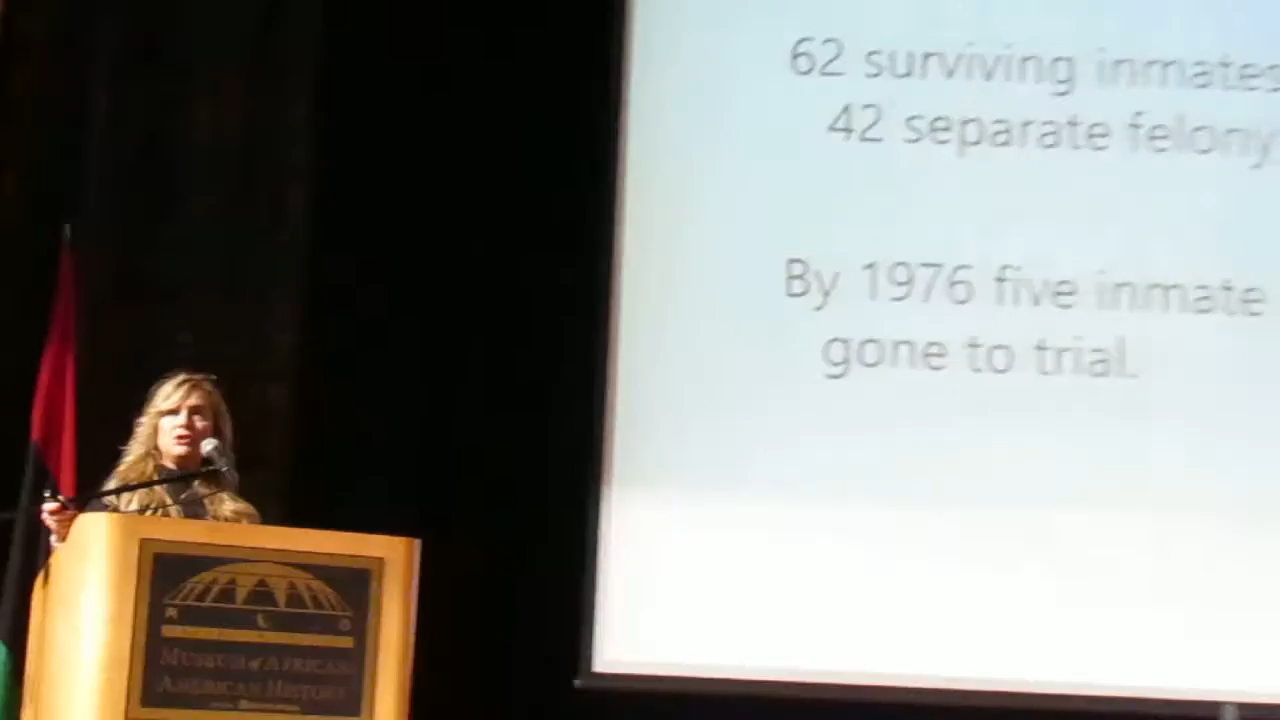 62 surviving inmates
42 separate felony
By 1976 five inmate
gone to trial.
MUSEUM of AFRICAN
AMERICAN HISTORY